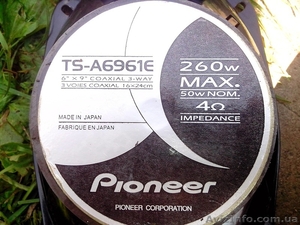 TS-A6961E
6" x 9" COAXIAL 3-WAY
3 VOIES COAXIAL 16x24cm
260w
MAX.
50w NOM.
4Ω
IMPEDANCE
MADE IN JAPAN
FABRIQUE EN JAPAN
Pioneer
PIONEER CORPORATION